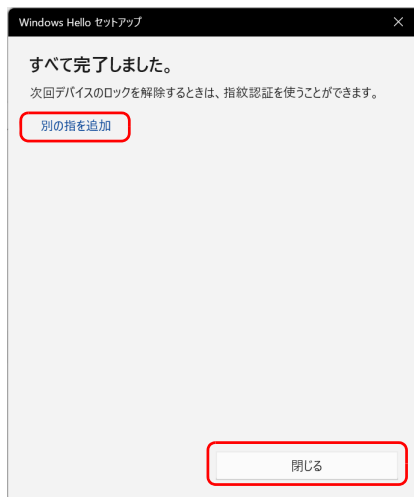 Windows Hello セットアップ
すべて完了しました。
次回デバイスのロックを解除するときは、指紋認証を使うことができます。
別の指を追加
閉じる